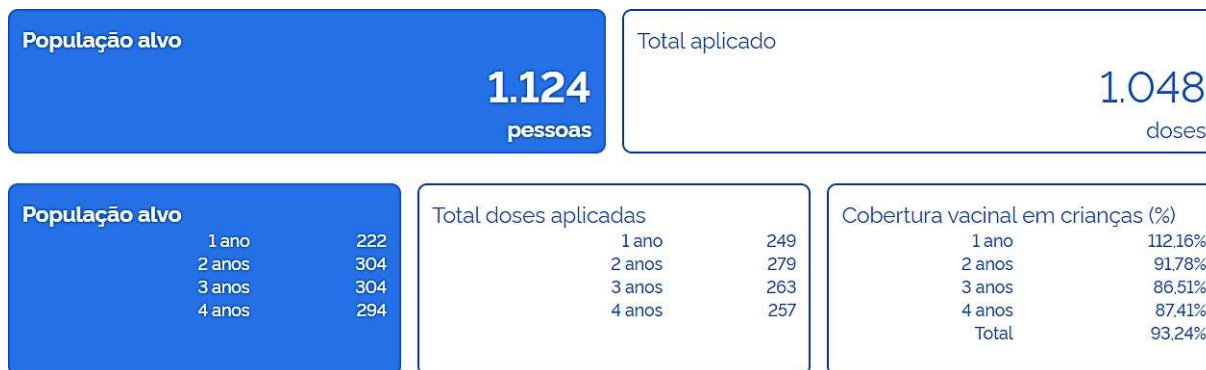 População alvo
1.124
pessoas
Total aplicado
1.048
doses
População alvo
1 ano 222
2 anos 304
3 anos 304
4 anos 294
Total doses aplicadas
1 ano 249
2 anos 279
3 anos 263
4 anos 257
Cobertura vacinal em crianças (%)
1 ano 112,16%
2 anos 91,78%
3 anos 86,51%
4 anos 87,41%
Total 93,24%